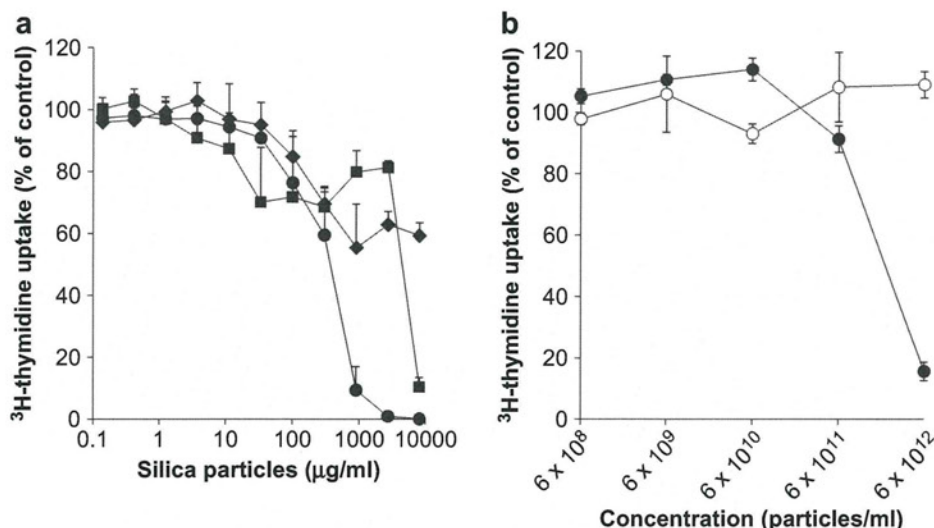 a
120
100
80
60
40
20
0
³H-thymidine uptake (% of control)
0.1 1 10 100 1000 10000
Silica particles (µg/ml)
b
120
100
80
60
40
20
0
³H-thymidine uptake (% of control)
6 x 10⁸
6 x 10⁹
6 x 10¹⁰
6 x 10¹¹
6 x 10¹²
Concentration (particles/ml)